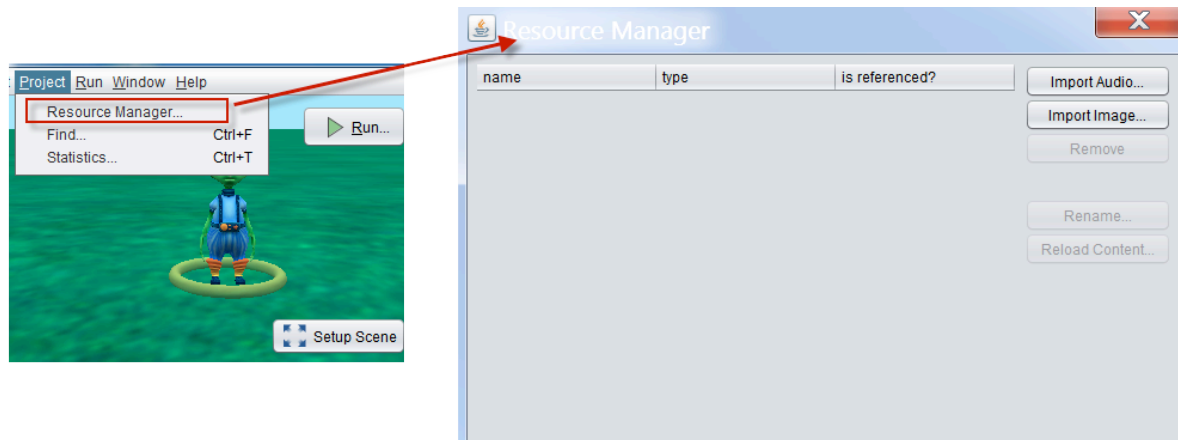 Project Run Window Help
Resource Manager...
Find... Ctrl+F
Statistics... Ctrl+T
Run...
Setup Scene
Resource Manager
name type is referenced?
Import Audio...
Import Image...
Remove
Rename...
Reload Content...